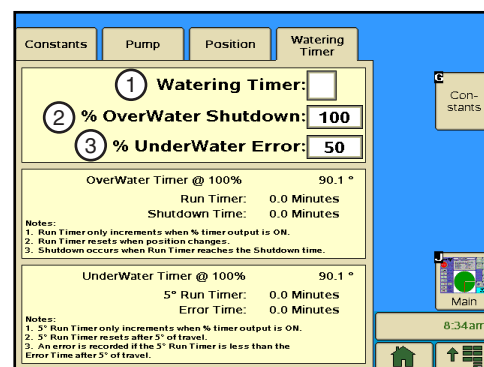 Constants
Pump
Position
Watering
Timer
1 Watering Timer:
2 % OverWater Shutdown: 100
3 % UnderWater Error: 50
OverWater Timer @ 100% 90.1 °
Run Timer: 0.0 Minutes
Shutdown Time: 0.0 Minutes
Notes:
1. Run Timer only increments when % timer output is ON.
2. Run Timer resets when position changes.
3. Shutdown occurs when Run Timer reaches the Shutdown time.
UnderWater Timer @ 100% 90.1 °
5° Run Timer: 0.0 Minutes
Error Time: 0.0 Minutes
Notes:
1. 5° Run Timer only increments when % timer output is ON.
2. 5° Run Timer resets after 5° of travel.
3. An error is recorded if the 5° Run Timer is less than the
Error Time after 5° of travel.
G
Con-
stants
J
Main
8:34am